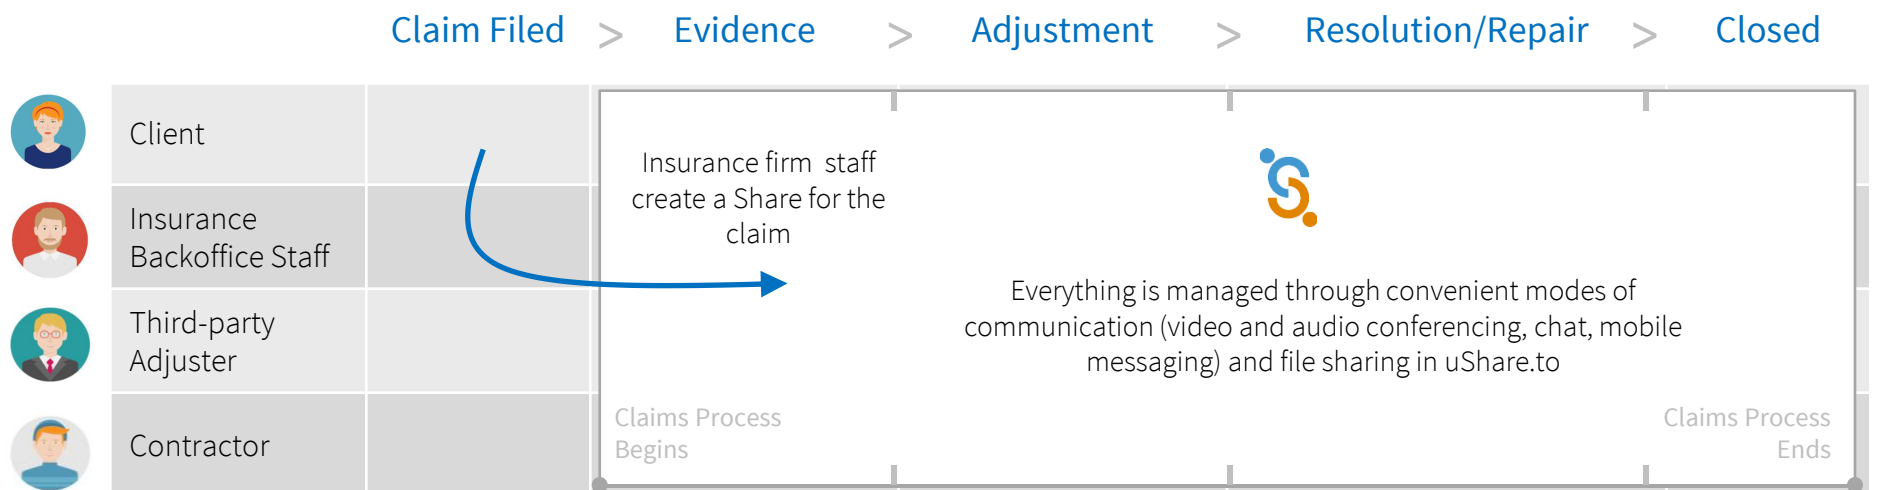 Claim Filed > Evidence > Adjustment > Resolution/Repair > Closed
Client
Insurance
Backoffice Staff
Third-party
Adjuster
Contractor
Insurance firm staff
create a Share for the
claim
Everything is managed through convenient modes of
communication (video and audio conferencing, chat, mobile
messaging) and file sharing in uShare.to
Claims Process
Begins
Claims Process
Ends